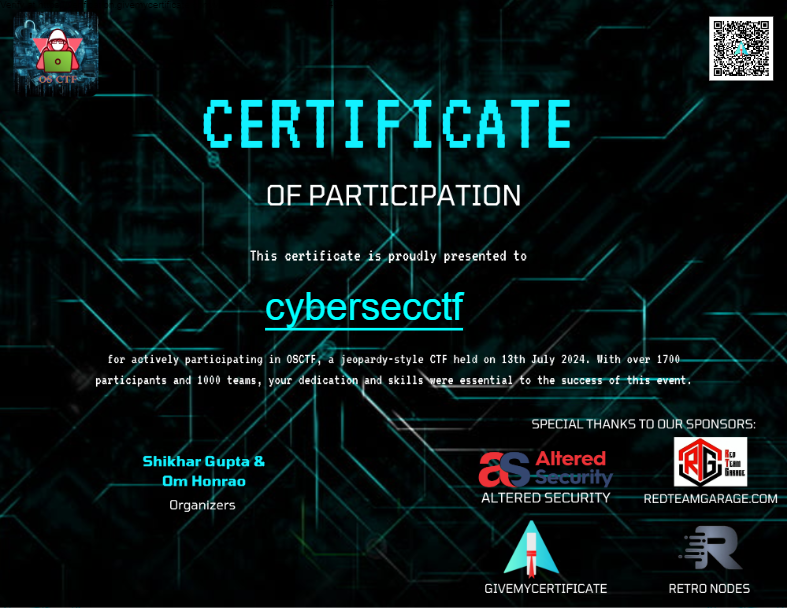 OS CTF
CERTIFICATE
OF PARTICIPATION
This certificate is proudly presented to
cybersecctf
for actively participating in OSCTF, a jeopardy-style CTF held on 13th July 2024. With over 1700
participants and 1000 teams, your dedication and skills were essential to the success of this event.
SPECIAL THANKS TO OUR SPONSORS:
Shikhar Gupta &
Om Honrao
Organizers
as Altered
Security
ALTERED SECURITY
RTG Red
Team
Garage
REDTEAMGARAGE.COM
GIVEMYCERTIFICATE
R
RETRO NODES